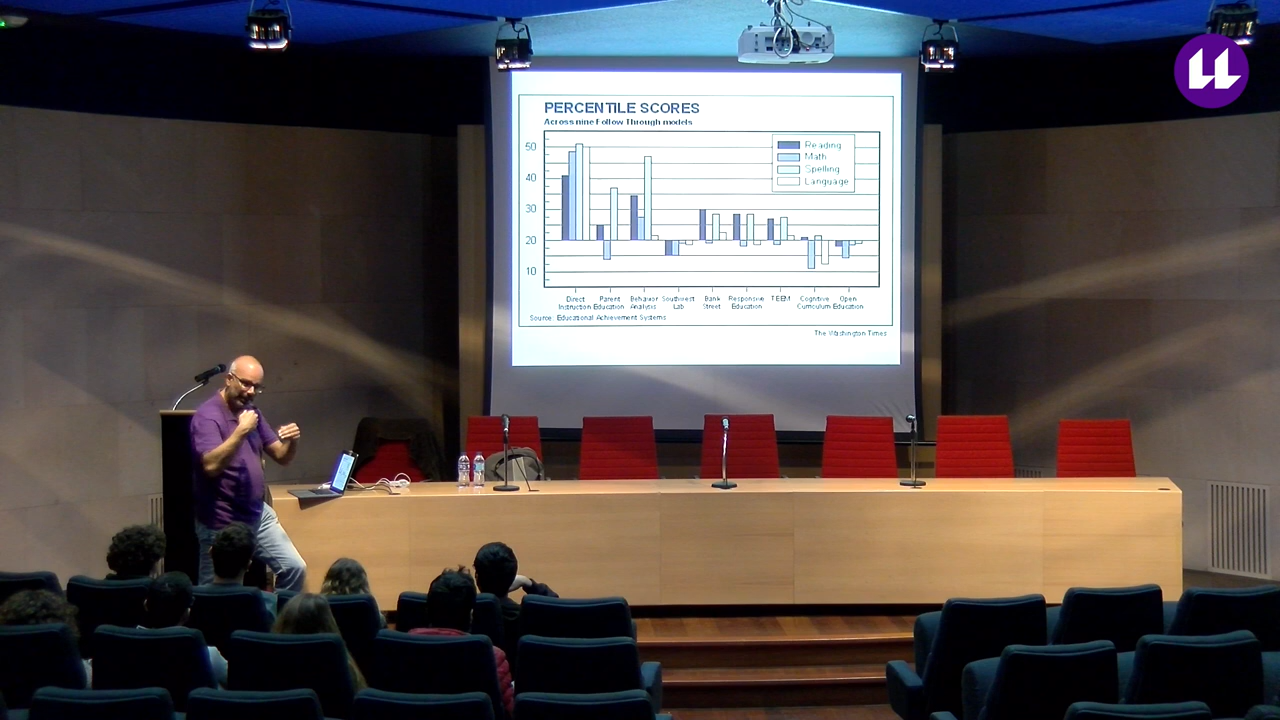 PERCENTILE SCORES
Across nine Follow Through models
Reading
Math
Spelling
Language
50
40
30
20
10
Direct Instruction
Parent Education
Behavior Analysis
Southwest Lab
Bank Street
Responsive Education
TEEM
Cognitive Curriculum
Open Education
Source: Educational Achievement Systems
The Washington Times